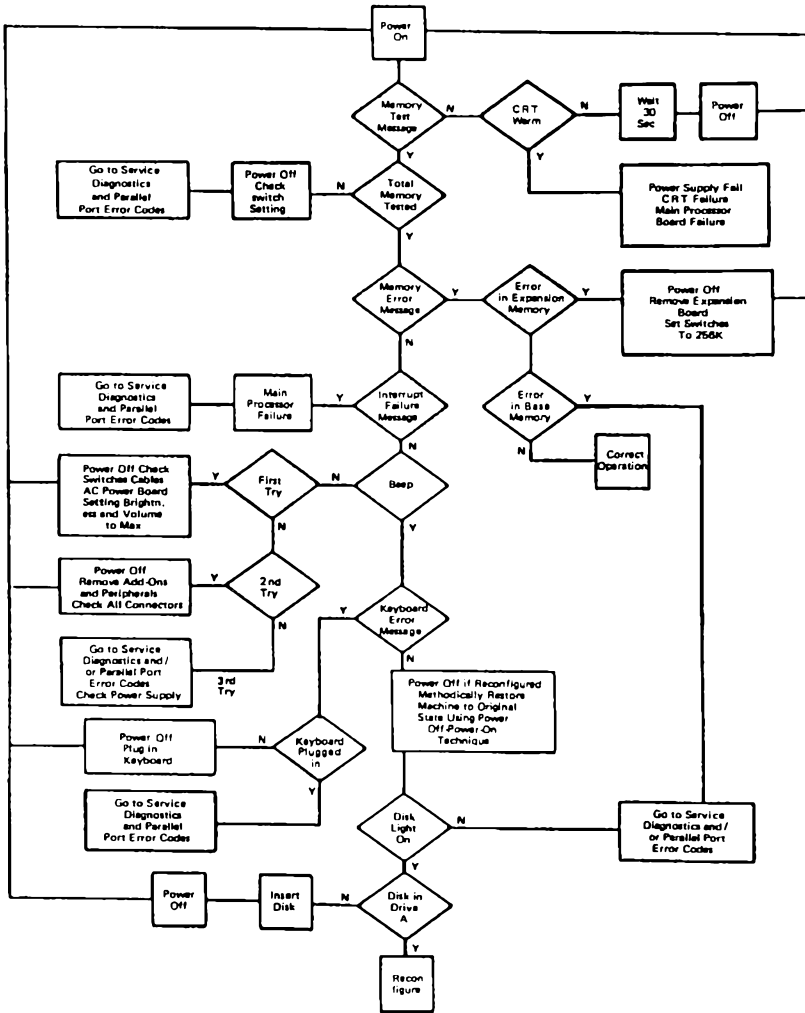 Power
On
Memory
Test
Message
N
CRT
Warm
N
Wait
30
Sec
Power
Off
Y
Y
Go to Service
Diagnostics
and Parallel
Port Error Codes
Power Off
Check
switch
Setting
N
Total
Memory
Tested
Power Supply Fail
CRT Failure
Main Processor
Board Failure
Y
Memory
Error
Message
Y
Error
in Expansion
Memory
Y
Power Off
Remove Expansion
Board
Set Switches
To 256K
N
Go to Service
Diagnostics
and Parallel
Port Error Codes
Main
Processor
Failure
Y
Interrupt
Failure
Message
Error
in Base
Memory
Y
N
N
Correct
Operation
Power Off Check
Switches Cables
AC Power Board
Setting Brightn,
ess and Volume
to Max
Y
First
Try
N
Beep
N
Y
Power Off
Remove Add-Ons
and Peripherals
Check All Connectors
Y
2nd
Try
N
Y
Keyboard
Error
Message
N
Go to Service
Diagnostics and /
or Parallel Port
Error Codes
Check Power Supply
3rd
Try
Power Off if Reconfigured
Methodically Restore
Machine to Original
State Using Power
Off-Power-On
Technique
Power Off
Plug in
Keyboard
N
Keyboard
Plugged
in
Y
Go to Service
Diagnostics
and Parallel
Port Error Codes
Disk
Light
On
N
Go to Service
Diagnostics and /
or Parallel Port
Error Codes
Y
Power
Off
Insert
Disk
N
Disk in
Drive
A
Y
Recon
figure